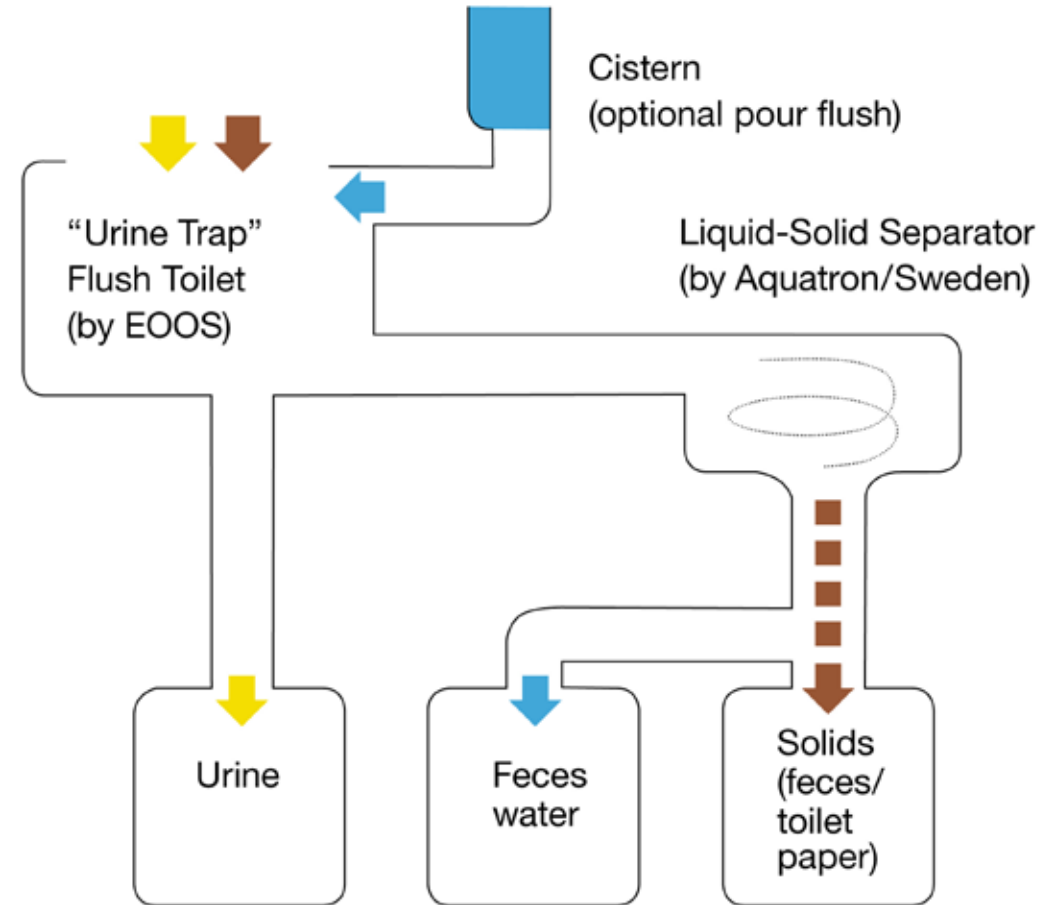 Cistern
(optional pour flush)
“Urine Trap”
Flush Toilet
(by EOOS)
Liquid-Solid Separator
(by Aquatron/Sweden)
Urine
Feces
water
Solids
(feces/
toilet
paper)